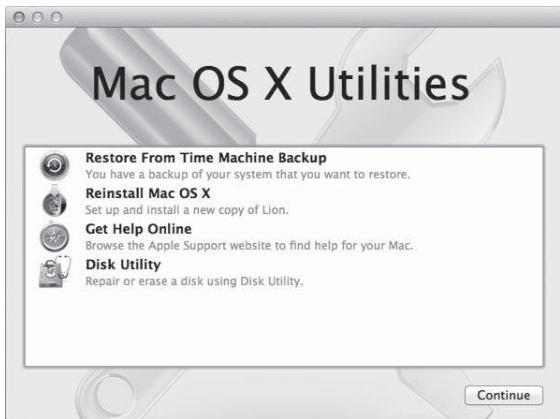 Mac OS X Utilities
Restore From Time Machine Backup
You have a backup of your system that you want to restore.
Reinstall Mac OS X
Set up and install a new copy of Lion.
Get Help Online
Browse the Apple Support website to find help for your Mac.
Disk Utility
Repair or erase a disk using Disk Utility.
Continue